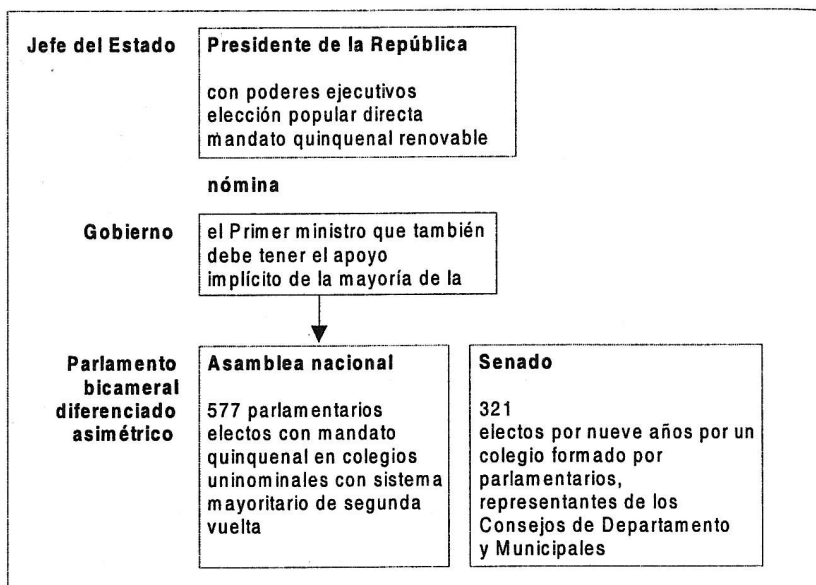 Jefe del Estado
Presidente de la República
con poderes ejecutivos
elección popular directa
mandato quinquenal renovable
nómina
Gobierno
el Primer ministro que también
debe tener el apoyo
implícito de la mayoría de la
Parlamento
bicameral
diferenciado
asimétrico
Asamblea nacional
577 parlamentarios
electos con mandato
quinquenal en colegios
uninominales con sistema
mayoritario de segunda
vuelta
Senado
321
electos por nueve años por un
colegio formado por
parlamentarios,
representantes de los
Consejos de Departamento
y Municipales